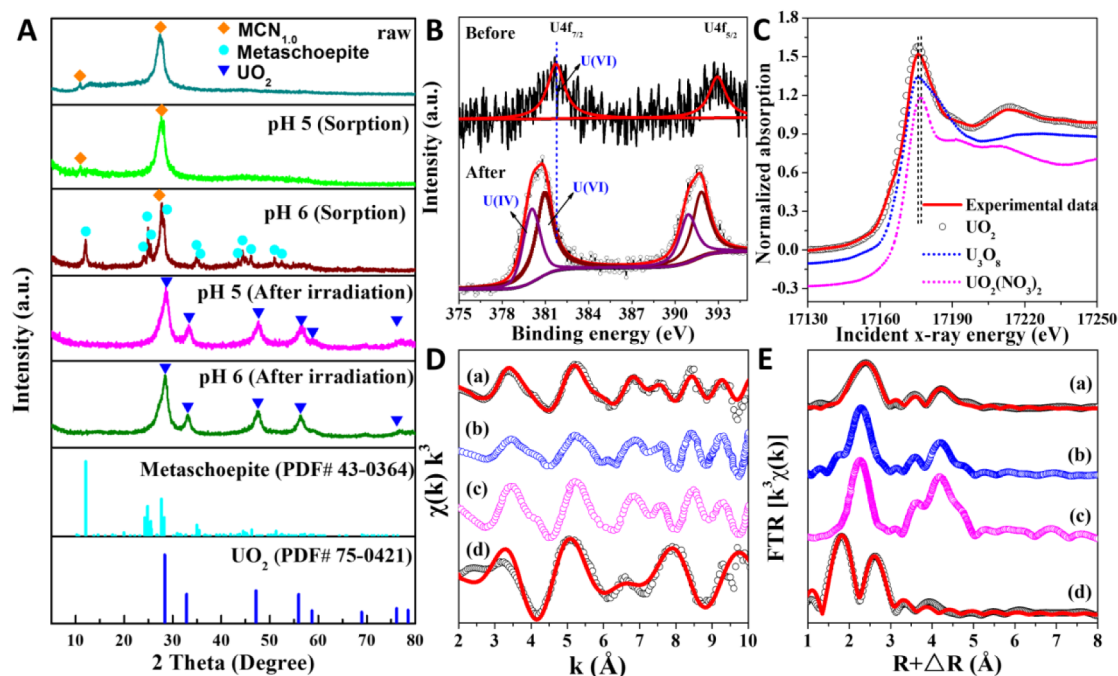 A
MCN1.0
Metaschoepite
UO2
raw
pH 5 (Sorption)
pH 6 (Sorption)
pH 5 (After irradiation)
pH 6 (After irradiation)
Metaschoepite (PDF# 43-0364)
UO2 (PDF# 75-0421)
Intensity (a.u.)
10 20 30 40 50 60 70 80
2 Theta (Degree)
B
Before
U4f7/2
U4f5/2
U(VI)
After
U(IV)
U(VI)
Intensity (a.u.)
375 378 381 384 387 390 393
Binding energy (eV)
C
1.8
1.5
1.2
0.9
0.6
0.3
0.0
-0.3
Normalized absorption
Experimental data
UO2
U3O8
UO2(NO3)2
17130 17160 17190 17220 17250
Incident x-ray energy (eV)
D
(a)
(b)
(c)
(d)
χ(k) k3
2 3 4 5 6 7 8 9 10
k (Å)
E
(a)
(b)
(c)
(d)
FTR [k3χ(k)]
1 2 3 4 5 6 7 8
R+△R (Å)